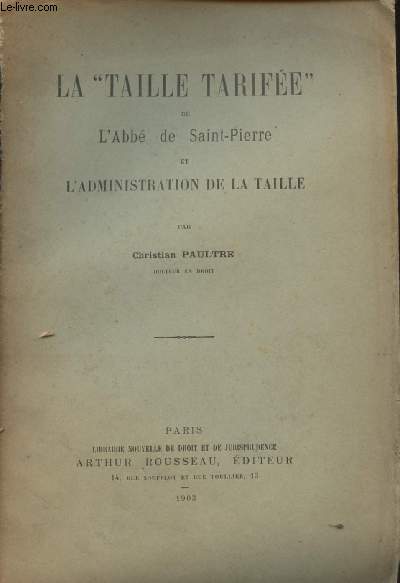 Le-livre.com
LA "TAILLE TARIFÉE"
DE
L'Abbé de Saint-Pierre
ET
L'ADMINISTRATION DE LA TAILLE
PAR
Christian PAULTRE
DOCTEUR EN DROIT
PARIS
LIBRAIRIE NOUVELLE DE DROIT ET DE JURISPRUDENCE
ARTHUR ROUSSEAU, ÉDITEUR
14, RUE SOUFFLOT ET RUE TOULLIER, 13
1903